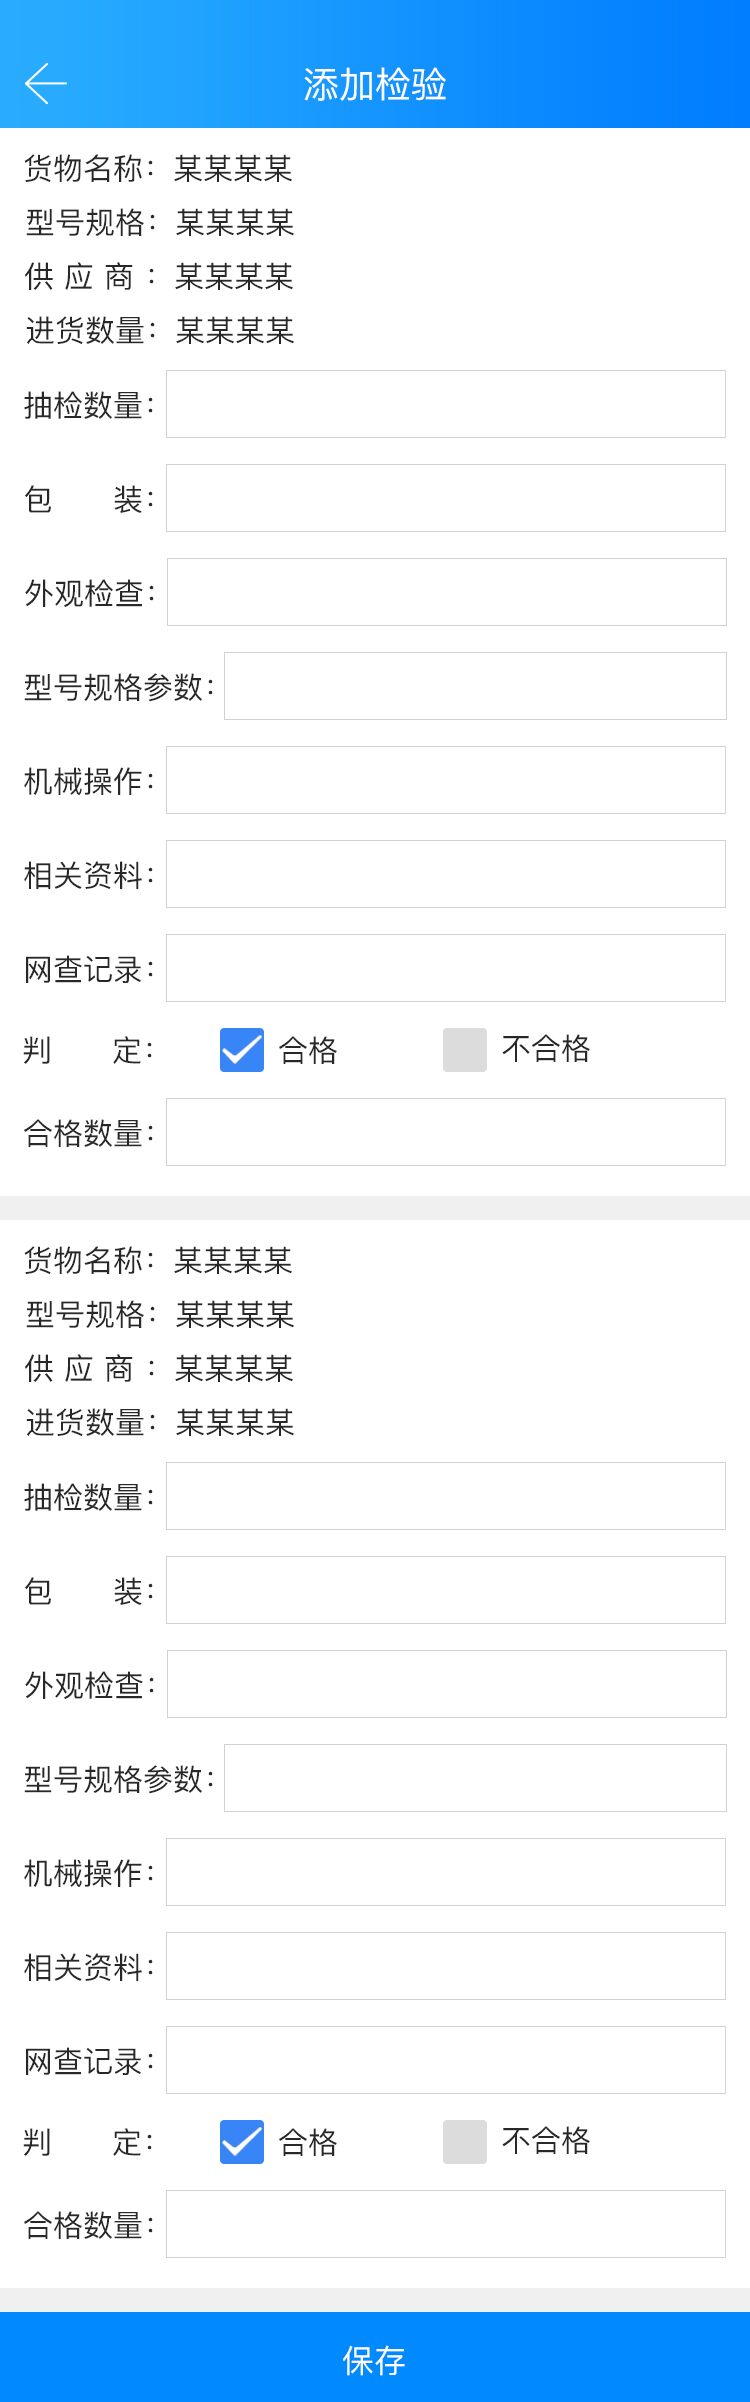 添加检验
货物名称：某某某某
型号规格：某某某某
供应商：某某某某
进货数量：某某某某
抽检数量：
包装：
外观检查：
型号规格参数：
机械操作：
相关资料：
网查记录：
判定： 合格 不合格
合格数量：
货物名称：某某某某
型号规格：某某某某
供应商：某某某某
进货数量：某某某某
抽检数量：
包装：
外观检查：
型号规格参数：
机械操作：
相关资料：
网查记录：
判定： 合格 不合格
合格数量：
保存